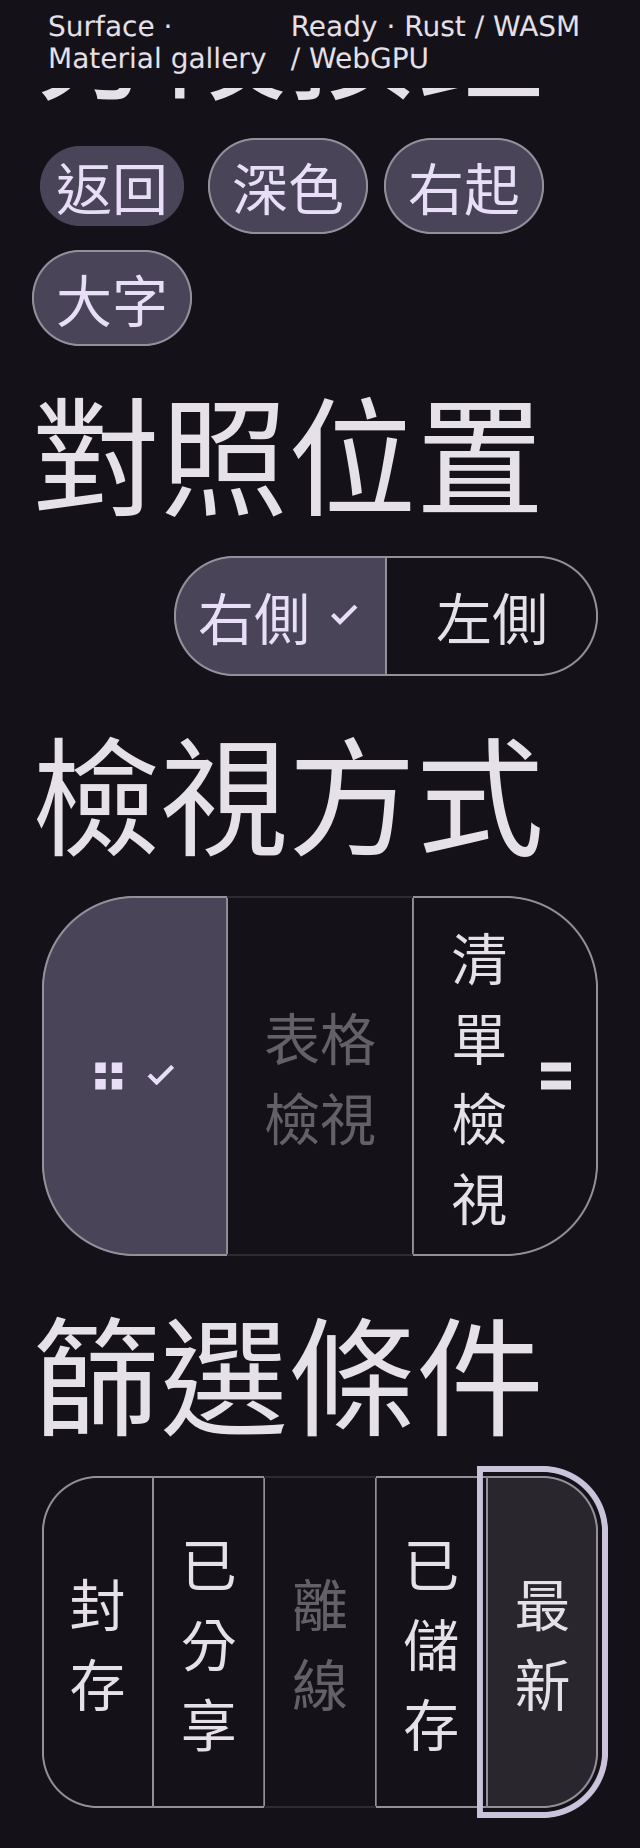 Surface ·
Material gallery
Ready · Rust / WASM
/ WebGPU
返回
深色
右起
大字
對照位置
右側
左側
檢視方式
表格
檢視
清
單
檢
視
篩選條件
封
存
已
分
享
離
線
已
儲
存
最
新